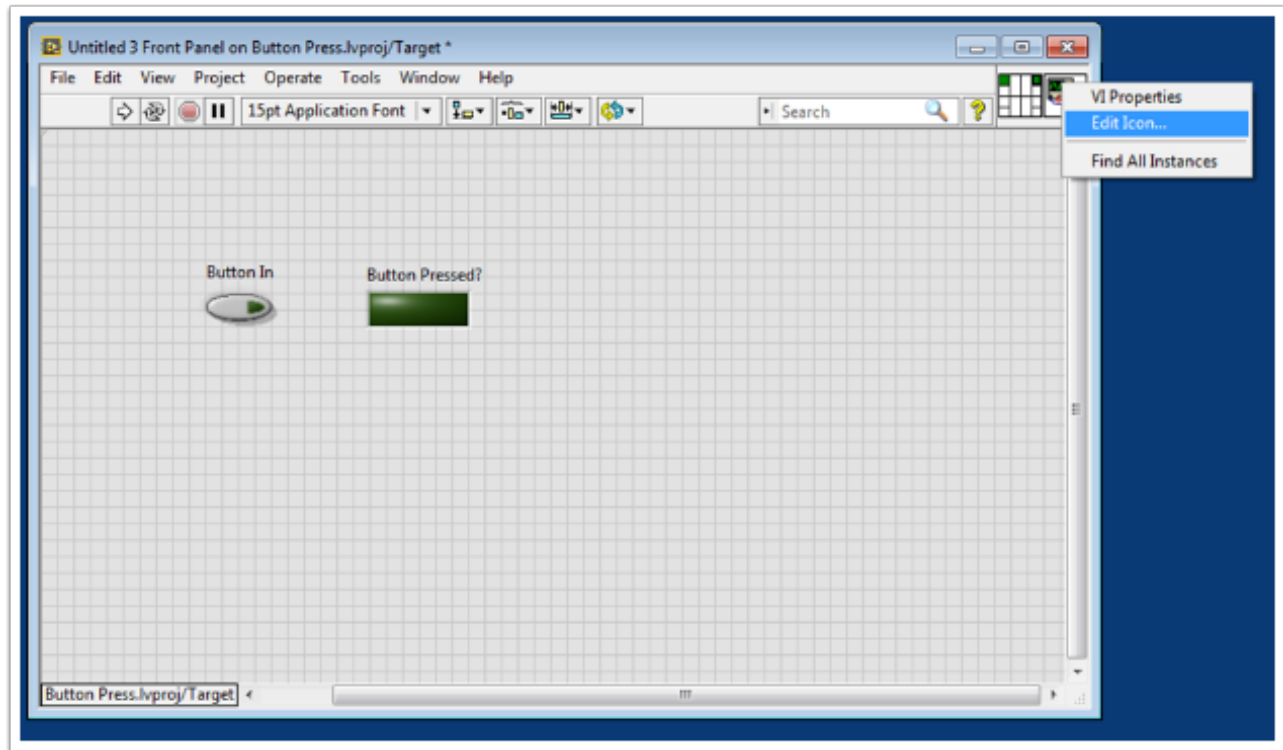 Untitled 3 Front Panel on Button Press.lvproj/Target *
File Edit View Project Operate Tools Window Help
15pt Application Font
Search
VI Properties
Edit Icon...
Find All Instances
Button In
Button Pressed?
Button Press.lvproj/Target